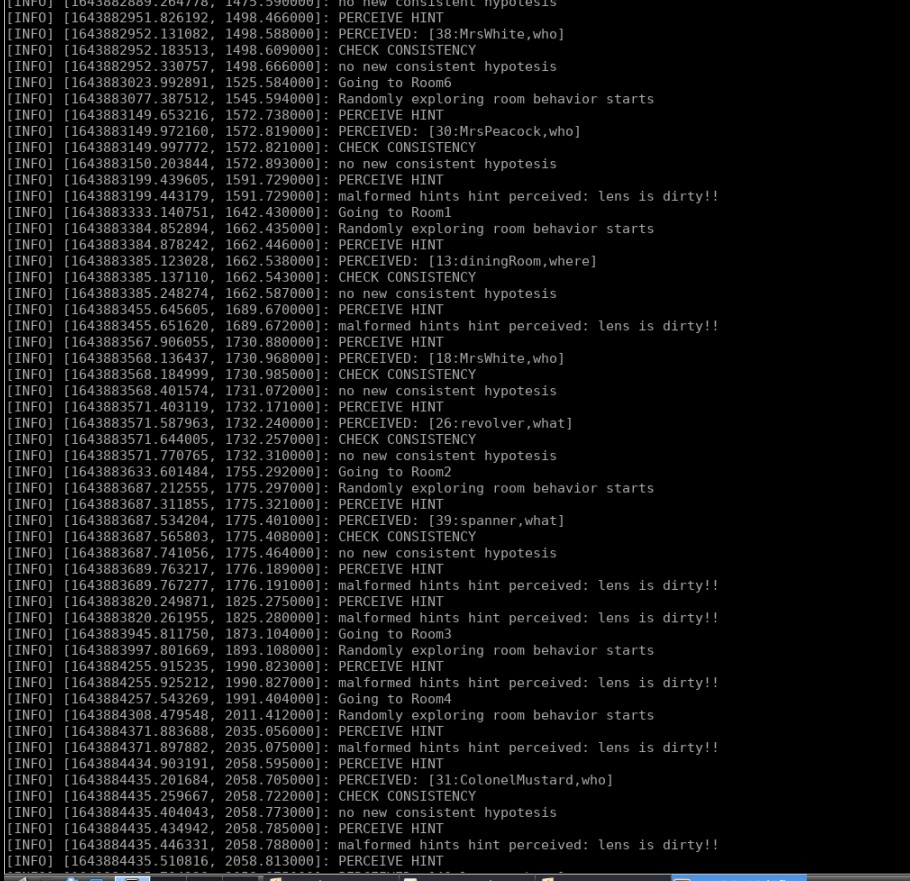 [INFO] [1643882889.264778, 1475.590000]: no new consistent hypotesis
[INFO] [1643882951.826192, 1498.466000]: PERCEIVE HINT
[INFO] [1643882952.131082, 1498.588000]: PERCEIVED: [38:MrsWhite,who]
[INFO] [1643882952.183513, 1498.609000]: CHECK CONSISTENCY
[INFO] [1643882952.330757, 1498.666000]: no new consistent hypotesis
[INFO] [1643883023.992891, 1525.584000]: Going to Room6
[INFO] [1643883077.387512, 1545.594000]: Randomly exploring room behavior starts
[INFO] [1643883149.653216, 1572.738000]: PERCEIVE HINT
[INFO] [1643883149.972160, 1572.819000]: PERCEIVED: [30:MrsPeacock,who]
[INFO] [1643883149.997772, 1572.821000]: CHECK CONSISTENCY
[INFO] [1643883150.203844, 1572.893000]: no new consistent hypotesis
[INFO] [1643883199.439605, 1591.729000]: PERCEIVE HINT
[INFO] [1643883199.443179, 1591.729000]: malformed hints hint perceived: lens is dirty!!
[INFO] [1643883333.140751, 1642.430000]: Going to Room1
[INFO] [1643883384.852894, 1662.435000]: Randomly exploring room behavior starts
[INFO] [1643883384.878242, 1662.446000]: PERCEIVE HINT
[INFO] [1643883385.123028, 1662.538000]: PERCEIVED: [13:diningRoom,where]
[INFO] [1643883385.137110, 1662.543000]: CHECK CONSISTENCY
[INFO] [1643883385.248274, 1662.587000]: no new consistent hypotesis
[INFO] [1643883455.645605, 1689.670000]: PERCEIVE HINT
[INFO] [1643883455.651620, 1689.672000]: malformed hints hint perceived: lens is dirty!!
[INFO] [1643883567.906055, 1730.880000]: PERCEIVE HINT
[INFO] [1643883568.136437, 1730.968000]: PERCEIVED: [18:MrsWhite,who]
[INFO] [1643883568.184999, 1730.985000]: CHECK CONSISTENCY
[INFO] [1643883568.401574, 1731.072000]: no new consistent hypotesis
[INFO] [1643883571.403119, 1732.171000]: PERCEIVE HINT
[INFO] [1643883571.587963, 1732.240000]: PERCEIVED: [26:revolver,what]
[INFO] [1643883571.644005, 1732.257000]: CHECK CONSISTENCY
[INFO] [1643883571.770765, 1732.310000]: no new consistent hypotesis
[INFO] [1643883633.601484, 1755.292000]: Going to Room2
[INFO] [1643883687.212555, 1775.297000]: Randomly exploring room behavior starts
[INFO] [1643883687.311855, 1775.321000]: PERCEIVE HINT
[INFO] [1643883687.534204, 1775.401000]: PERCEIVED: [39:spanner,what]
[INFO] [1643883687.565803, 1775.408000]: CHECK CONSISTENCY
[INFO] [1643883687.741056, 1775.464000]: no new consistent hypotesis
[INFO] [1643883689.763217, 1776.189000]: PERCEIVE HINT
[INFO] [1643883689.767277, 1776.191000]: malformed hints hint perceived: lens is dirty!!
[INFO] [1643883820.249871, 1825.275000]: PERCEIVE HINT
[INFO] [1643883820.261955, 1825.280000]: malformed hints hint perceived: lens is dirty!!
[INFO] [1643883945.811750, 1873.104000]: Going to Room3
[INFO] [1643883997.801669, 1893.108000]: Randomly exploring room behavior starts
[INFO] [1643884255.915235, 1990.823000]: PERCEIVE HINT
[INFO] [1643884255.925212, 1990.827000]: malformed hints hint perceived: lens is dirty!!
[INFO] [1643884257.543269, 1991.404000]: Going to Room4
[INFO] [1643884308.479548, 2011.412000]: Randomly exploring room behavior starts
[INFO] [1643884371.883688, 2035.056000]: PERCEIVE HINT
[INFO] [1643884371.897882, 2035.075000]: malformed hints hint perceived: lens is dirty!!
[INFO] [1643884434.903191, 2058.595000]: PERCEIVE HINT
[INFO] [1643884435.201684, 2058.705000]: PERCEIVED: [31:ColonelMustard,who]
[INFO] [1643884435.259667, 2058.722000]: CHECK CONSISTENCY
[INFO] [1643884435.404043, 2058.773000]: no new consistent hypotesis
[INFO] [1643884435.434942, 2058.785000]: PERCEIVE HINT
[INFO] [1643884435.446331, 2058.788000]: malformed hints hint perceived: lens is dirty!!
[INFO] [1643884435.510816, 2058.813000]: PERCEIVE HINT